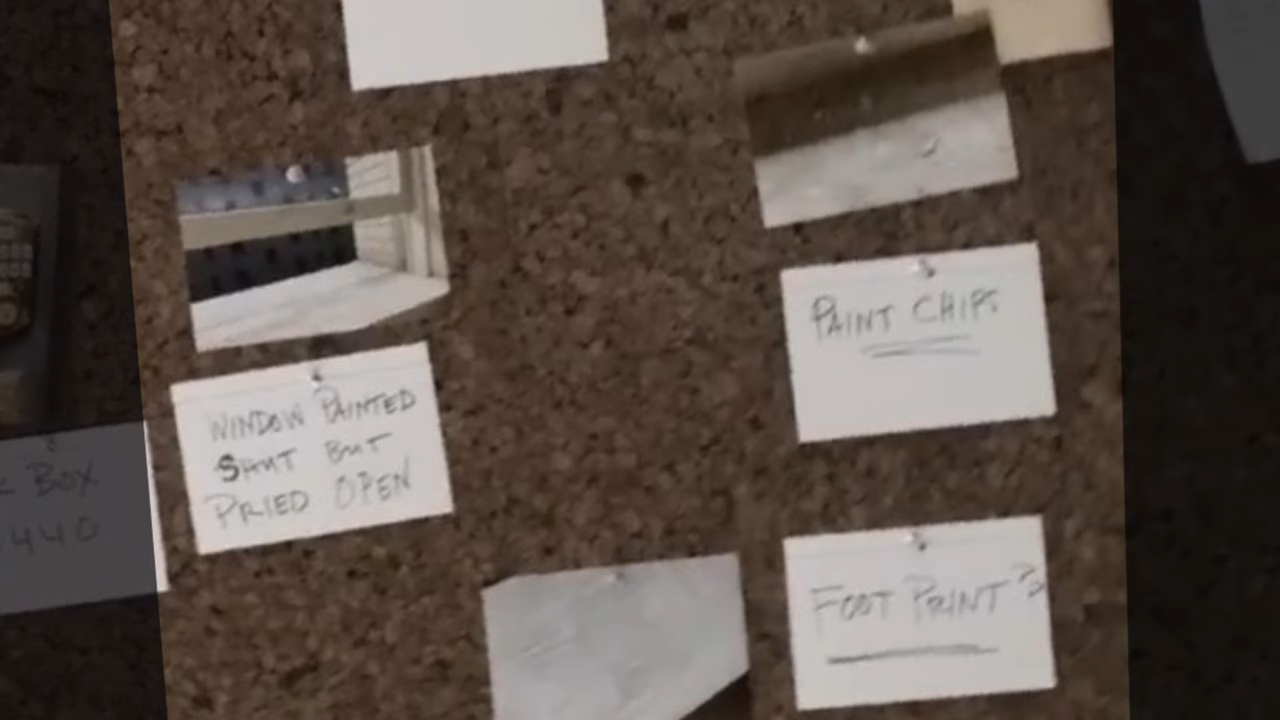 PAINT CHIPS
WINDOW PAINTED
SHUT BUT
PRIED OPEN
BOX
440
FOOT PRINT ?